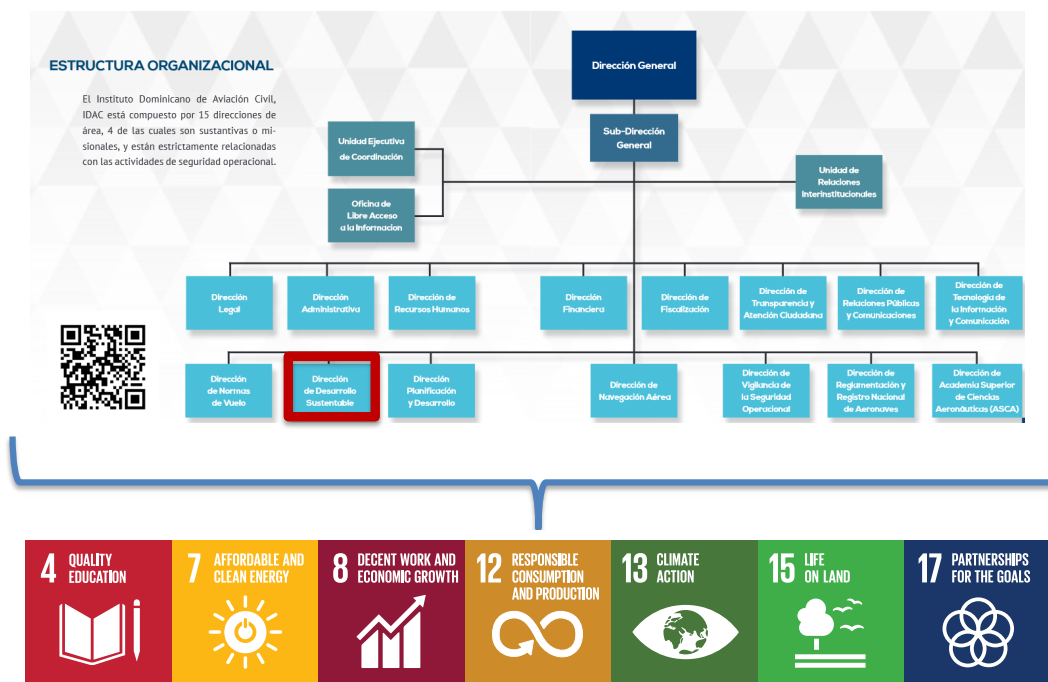 ESTRUCTURA ORGANIZACIONAL
El Instituto Dominicano de Aviación Civil,
IDAC está compuesto por 15 direcciones de
área, 4 de las cuales son sustantivas o mi-
sionales, y están estrictamente relacionadas
con las actividades de seguridad operacional.
Dirección General
Sub-Dirección
General
Unidad Ejecutiva
de Coordinación
Unidad de
Relaciones
Interinstitucionales
Oficina de
Libre Acceso
a la Informacion
Dirección
Legal
Dirección
Administrativa
Dirección de
Recursos Humanos
Dirección
Financiera
Dirección de
Fiscalización
Dirección de
Transparencia y
Atención Ciudadana
Dirección de
Relaciones Públicas
y Comunicaciones
Dirección de
Tecnología de
la Información
y Comunicación
Dirección
de Normas
de Vuelo
Dirección
de Desarrollo
Sustentable
Dirección
Planificación
y Desarrollo
Dirección de
Navegación Aérea
Dirección de
Vigilancia de
la Seguridad
Operacional
Dirección de
Reglamentación y
Registro Nacional
de Aeronaves
Dirección de
Academia Superior
de Ciencias
Aeronáuticas (ASCA)
4 QUALITY
EDUCATION
7 AFFORDABLE AND
CLEAN ENERGY
8 DECENT WORK AND
ECONOMIC GROWTH
12 RESPONSIBLE
CONSUMPTION
AND PRODUCTION
13 CLIMATE
ACTION
15 LIFE
ON LAND
17 PARTNERSHIPS
FOR THE GOALS